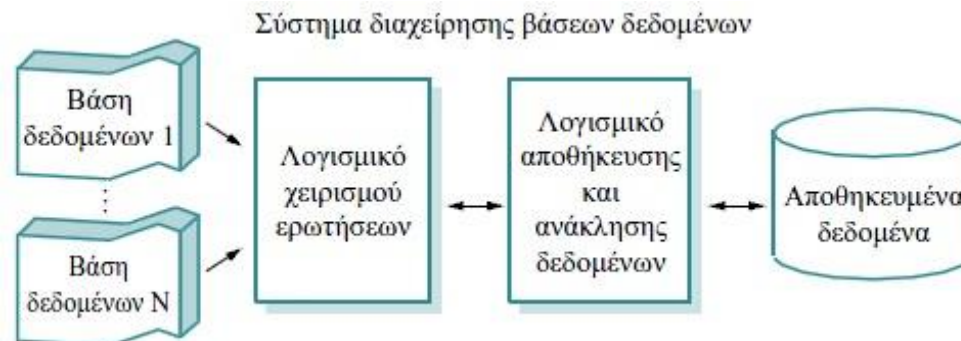 Σύστημα διαχείρησης βάσεων δεδομένων
Βάση
δεδομένων 1
Βάση
δεδομένων N
Λογισμικό
χειρισμού
ερωτήσεων
Λογισμικό
αποθήκευσης
και
ανάκλησης
δεδομένων
Αποθηκευμένα
δεδομένα